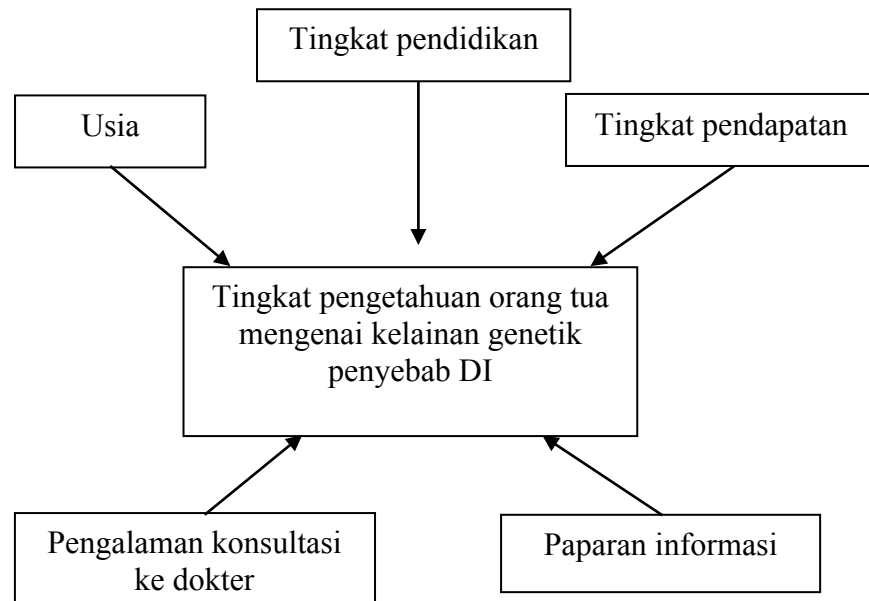 Tingkat pendidikan
Usia
Tingkat pendapatan
Tingkat pengetahuan orang tua
mengenai kelainan genetik
penyebab DI
Pengalaman konsultasi
ke dokter
Paparan informasi